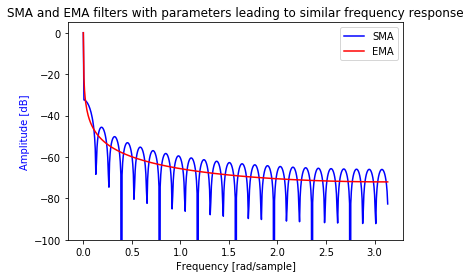 SMA and EMA filters with parameters leading to similar frequency response
SMA
EMA
0
−20
−40
−60
−80
−100
Amplitude [dB]
0.0 0.5 1.0 1.5 2.0 2.5 3.0
Frequency [rad/sample]